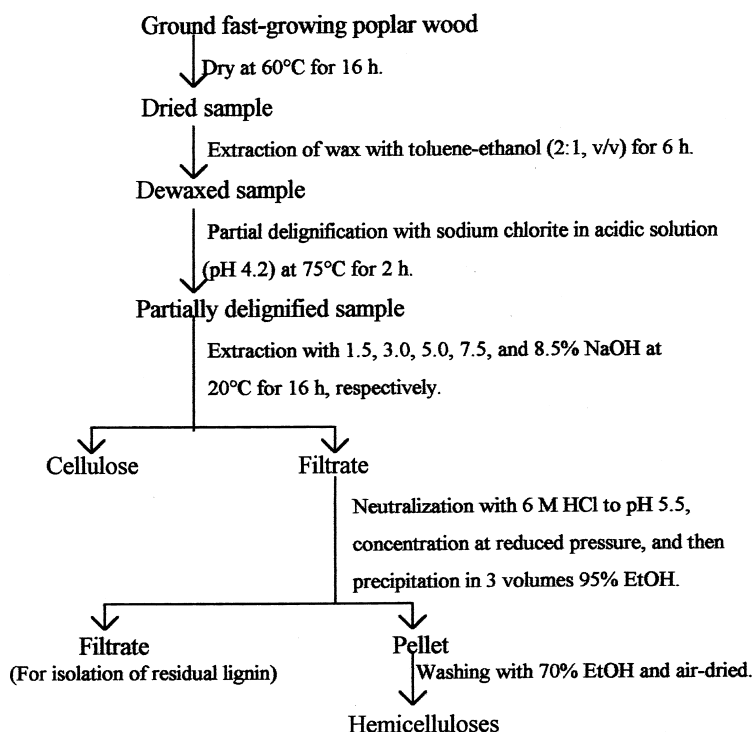 Ground fast-growing poplar wood
Dry at 60°C for 16 h.
Dried sample
Extraction of wax with toluene-ethanol (2:1, v/v) for 6 h.
Dewaxed sample
Partial delignification with sodium chlorite in acidic solution
(pH 4.2) at 75°C for 2 h.
Partially delignified sample
Extraction with 1.5, 3.0, 5.0, 7.5, and 8.5% NaOH at
20°C for 16 h, respectively.
Cellulose
Filtrate
Neutralization with 6 M HCl to pH 5.5,
concentration at reduced pressure, and then
precipitation in 3 volumes 95% EtOH.
Filtrate
(For isolation of residual lignin)
Pellet
Washing with 70% EtOH and air-dried.
Hemicelluloses